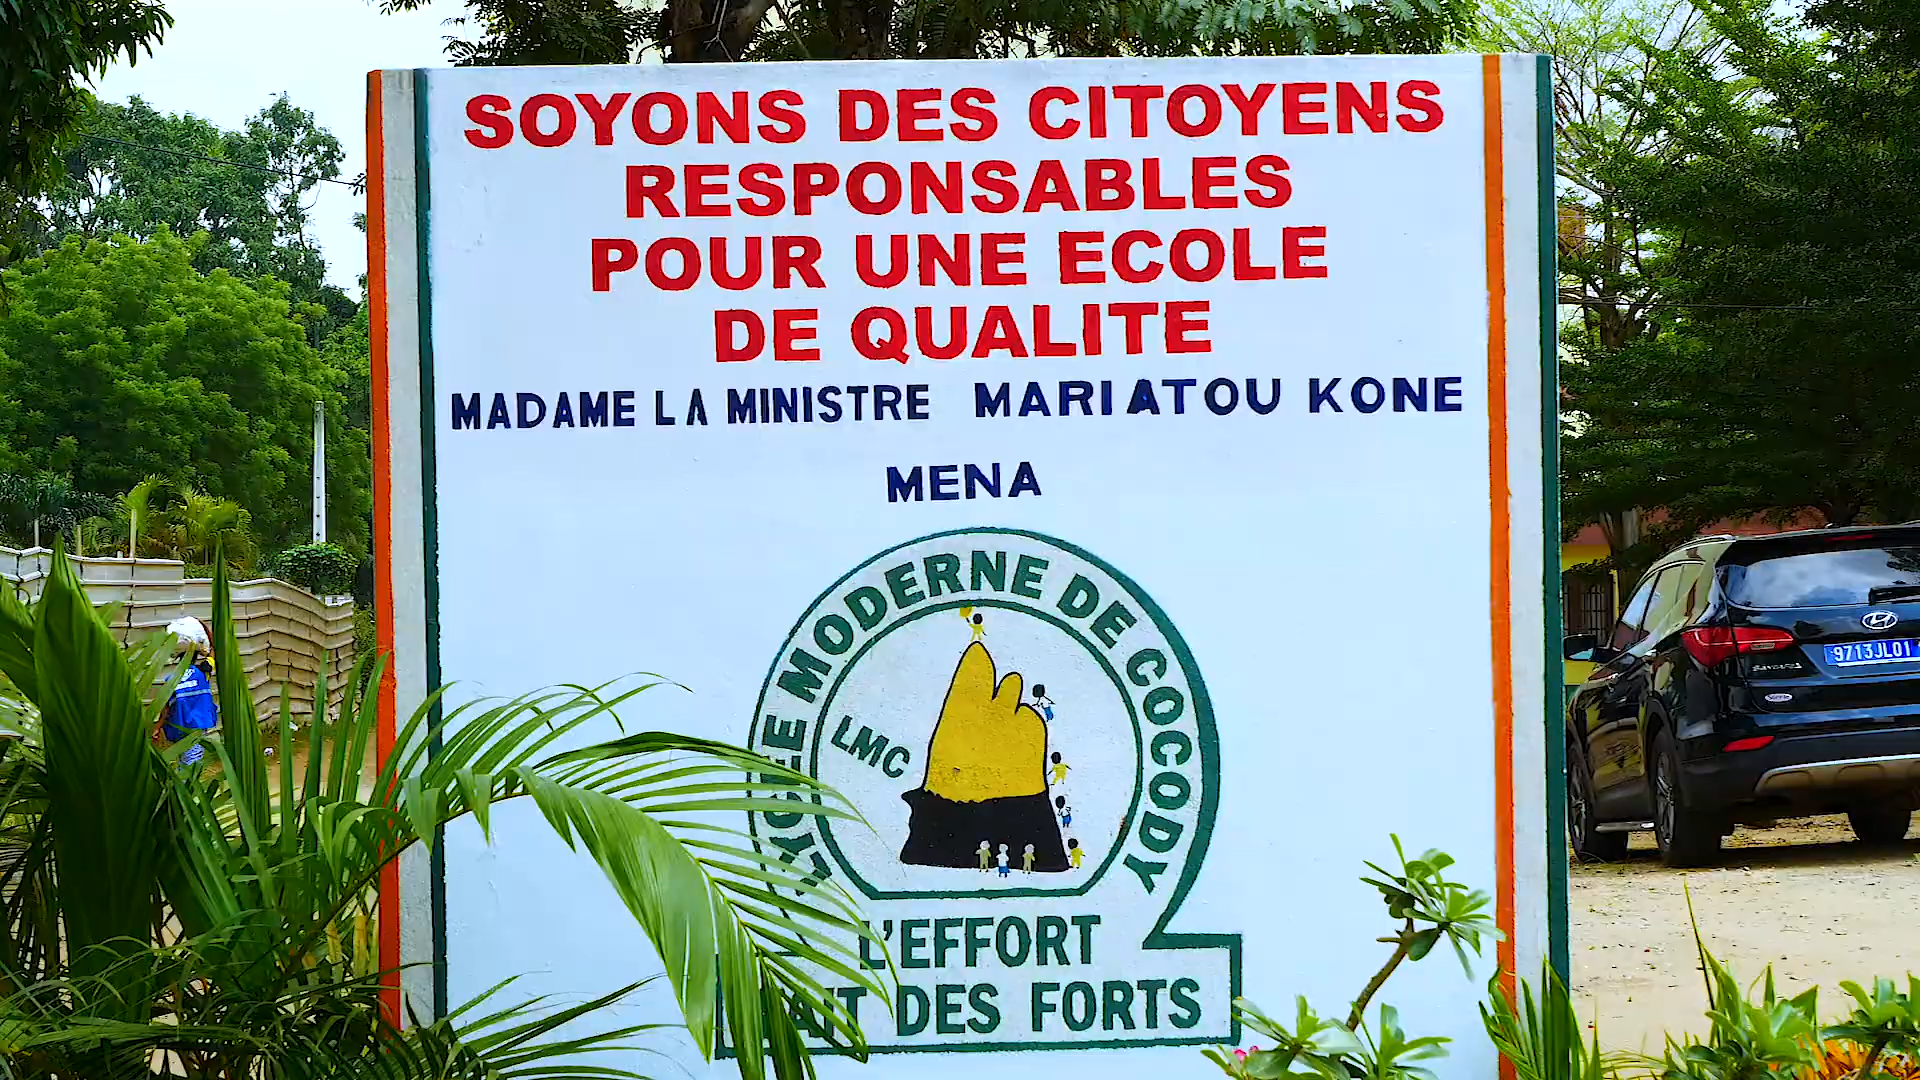 SOYONS DES CITOYENS
RESPONSABLES
POUR UNE ECOLE
DE QUALITE
MADAME LA MINISTRE MARIATOU KONE
MENA
LYCEE MODERNE DE COCODY
LMC
L'EFFORT
FAIT DES FORTS
9713JL01